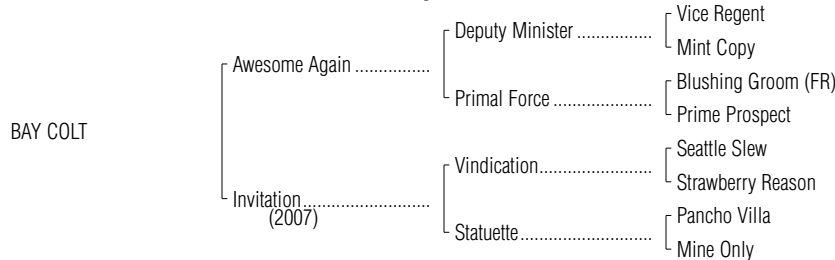 Vice Regent
Deputy Minister ................
Mint Copy
Awesome Again ................
Blushing Groom (FR)
Primal Force .....................
Prime Prospect
BAY COLT
Seattle Slew
Vindication........................
Strawberry Reason
Invitation...........................
(2007)
Pancho Villa
Statuette............................
Mine Only